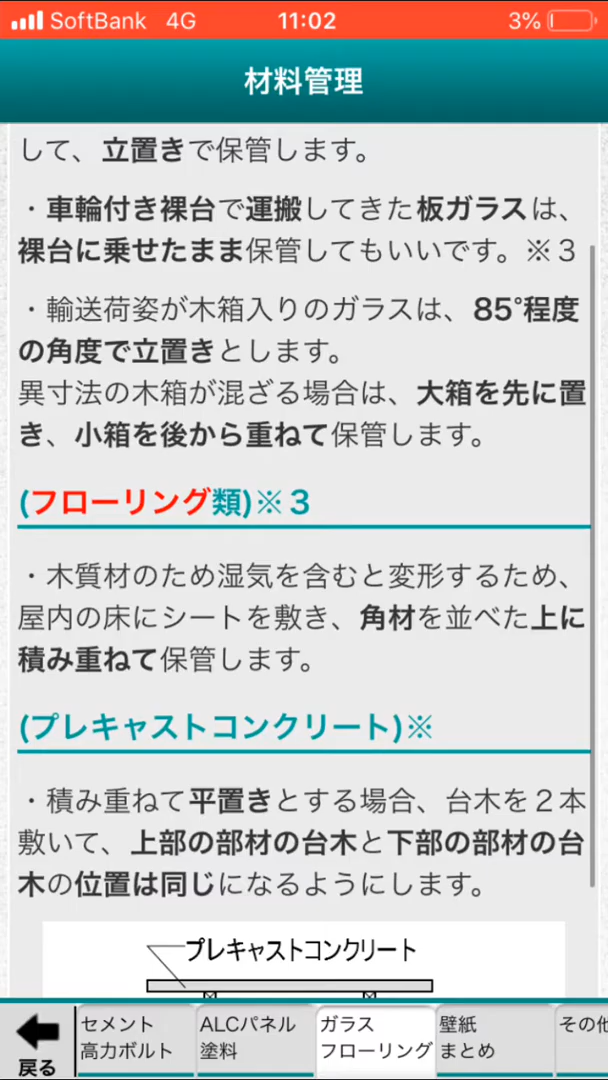 SoftBank 4G 11:02 3%
材料管理
して、立置きで保管します。
・車輪付き裸台で運搬してきた板ガラスは、
裸台に乗せたまま保管してもいいです。※３
・輸送荷姿が木箱入りのガラスは、85°程度
の角度で立置きとします。
異寸法の木箱が混ざる場合は、大箱を先に置
き、小箱を後から重ねて保管します。
(フローリング類)※３
・木質材のため湿気を含むと変形するため、
屋内の床にシートを敷き、角材を並べた上に
積み重ねて保管します。
(プレキャストコンクリート)※
・積み重ねて平置きとする場合、台木を２本
敷いて、上部の部材の台木と下部の部材の台
木の位置は同じになるようにします。
プレキャストコンクリート
戻る
セメント
高力ボルト
ALCパネル
塗料
ガラス
フローリング
壁紙
まとめ
その他